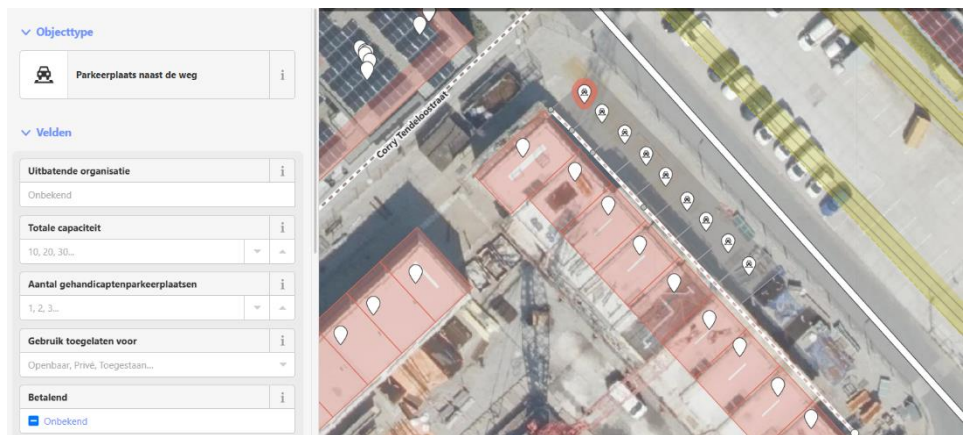 Objecttype
Parkeerplaats naast de weg
i
Velden
Uitbatende organisatie
i
Onbekend
Totale capaciteit
i
10, 20, 30...
Aantal gehandicaptenparkeerplaatsen
i
1, 2, 3...
Gebruik toegelaten voor
i
Openbaar, Privé, Toegestaan...
Betalend
i
Onbekend
Corry Tendeloostraat